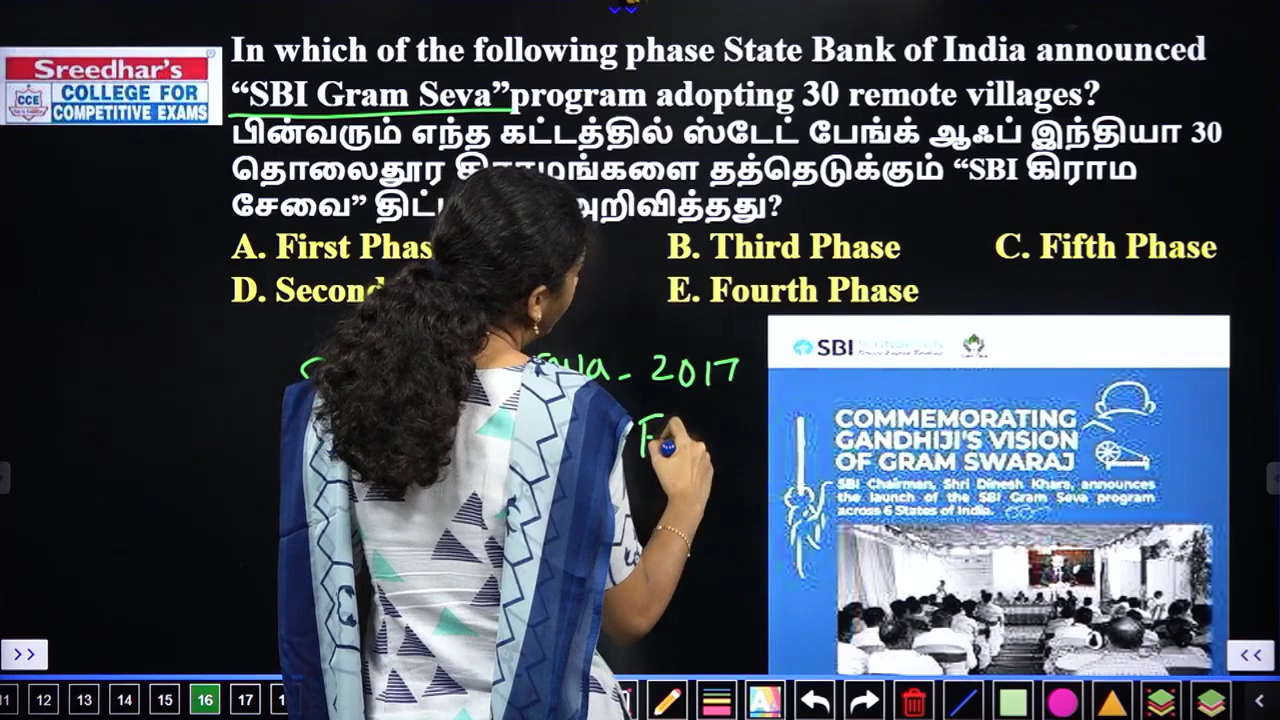 Sreedhar's
CCE
COLLEGE FOR
COMPETITIVE EXAMS
In which of the following phase State Bank of India announced
“SBI Gram Seva”program adopting 30 remote villages?
பின்வரும் எந்த கட்டத்தில் ஸ்டேட் பேங்க் ஆஃப் இந்தியா 30
தொலைதூர தத்தெடுக்கும் “SBI கிராம
சேவை” அறிவித்தது?
A. First B. Third Phase C. Fifth Phase
D. E. Fourth Phase
- 2017
SBI
COMMEMORATING
GANDHIJI'S VISION
OF GRAM SWARAJ
SBI Chairman, Shri Dinesh Khara, announces
the launch of the SBI Gram Seva program
across 6 States of India.
>> <<
12 13 14 15 16 17